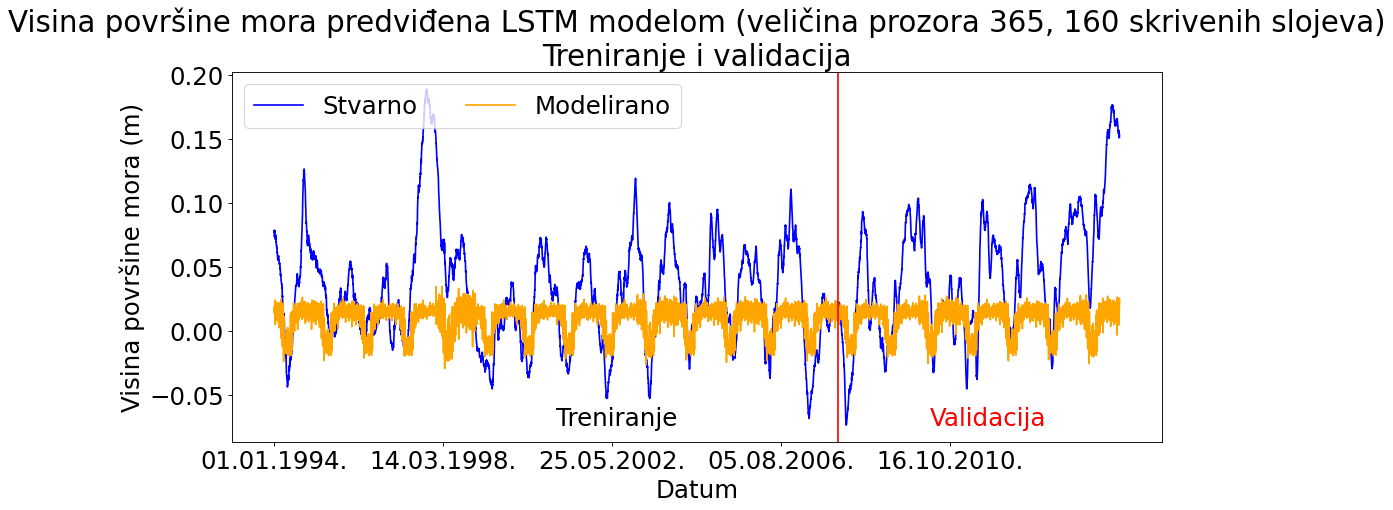 Visina površine mora predviđena LSTM modelom (veličina prozora 365, 160 skrivenih slojeva)
Treniranje i validacija
Stvarno
Modelirano
Visina površine mora (m)
0.20
0.15
0.10
0.05
0.00
−0.05
Treniranje
Validacija
01.01.1994.
14.03.1998.
25.05.2002.
05.08.2006.
16.10.2010.
Datum